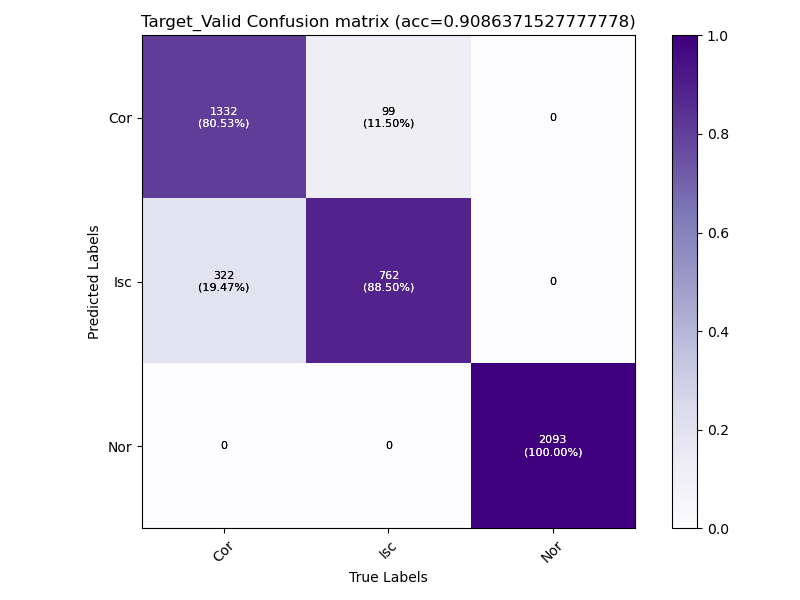 Target_Valid Confusion matrix (acc=0.9086371527777778)
Predicted Labels
Cor
1332
(80.53%)
99
(11.50%)
0
Isc
322
(19.47%)
762
(88.50%)
0
Nor
0
0
2093
(100.00%)
Cor
Isc
Nor
True Labels
1.0
0.8
0.6
0.4
0.2
0.0